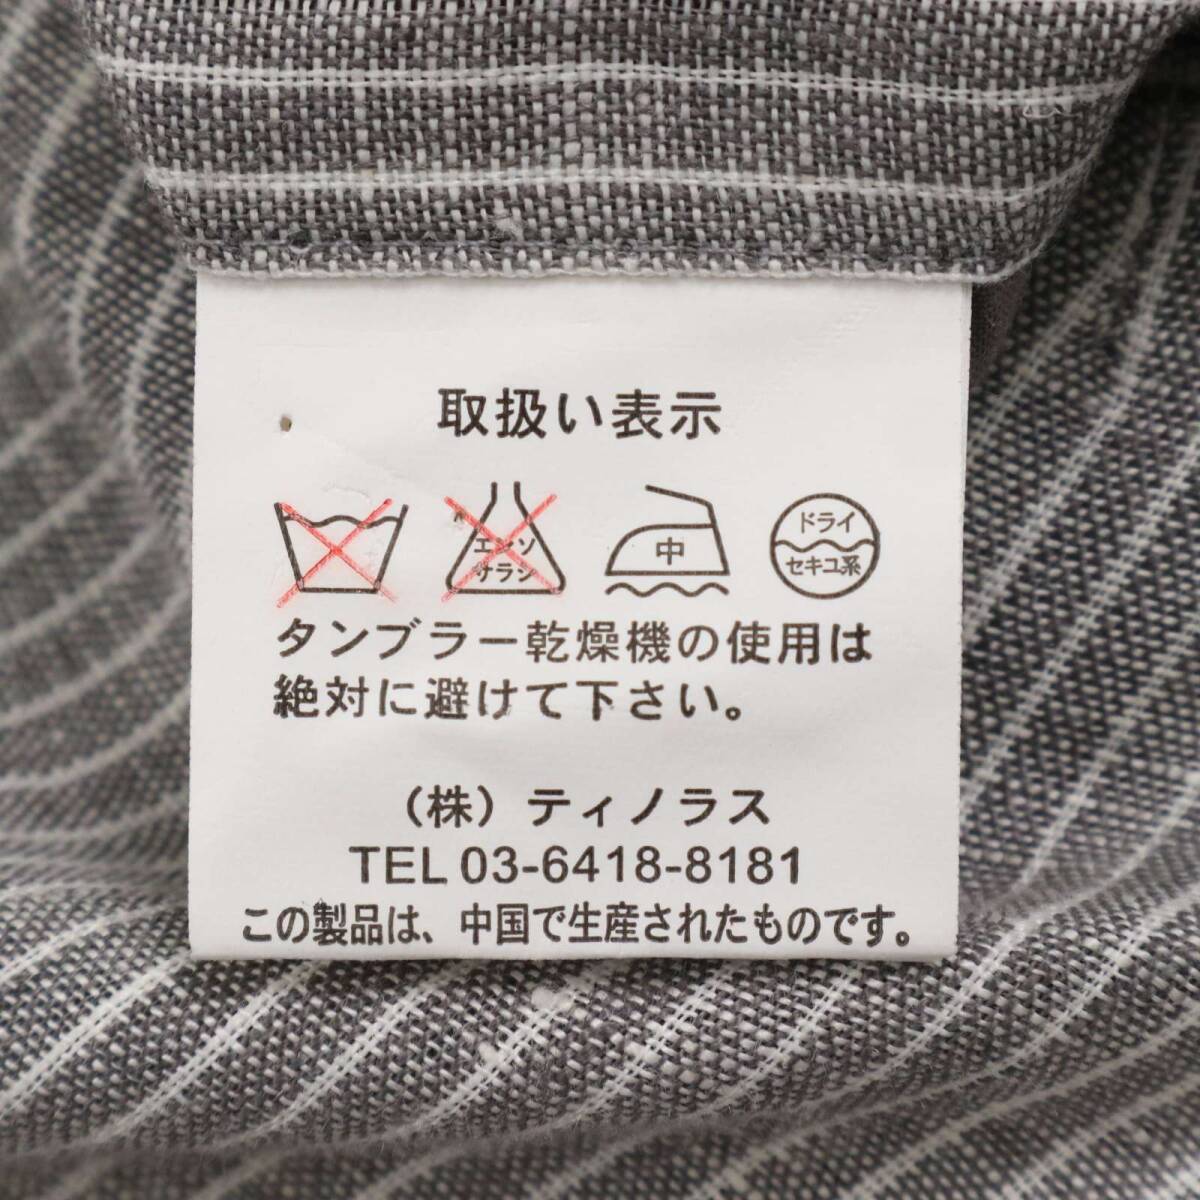 取扱い表示
エンソ
サラシ
中
ドライ
セキユ系
タンブラー乾燥機の使用は
絶対に避けて下さい。
（株）ティノラス
TEL 03-6418-8181
この製品は、中国で生産されたものです。